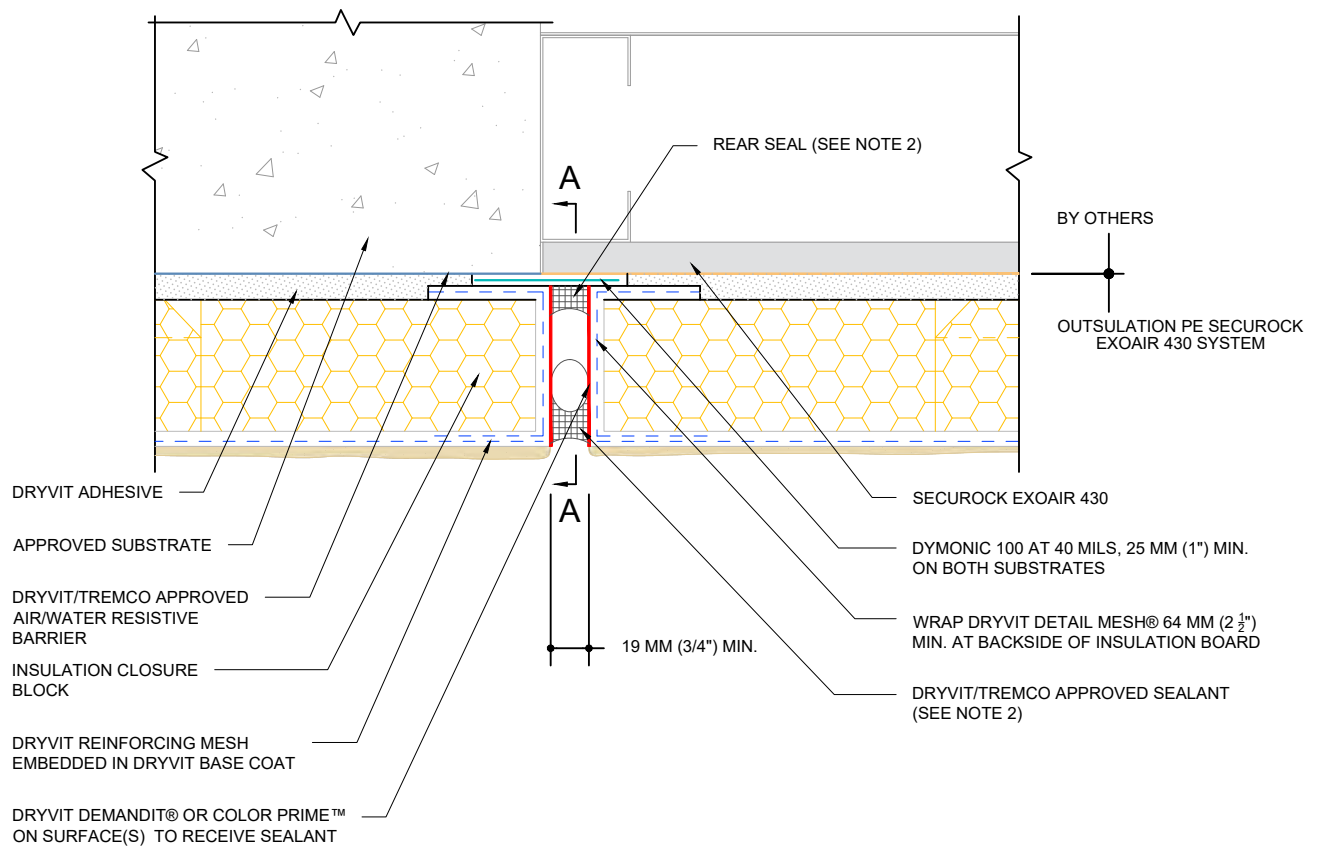 REAR SEAL (SEE NOTE 2)
A
BY OTHERS
OUTSULATION PE SECUROCK
EXOAIR 430 SYSTEM
DRYVIT ADHESIVE
APPROVED SUBSTRATE
DRYVIT/TREMCO APPROVED
AIR/WATER RESISTIVE
BARRIER
INSULATION CLOSURE
BLOCK
DRYVIT REINFORCING MESH
EMBEDDED IN DRYVIT BASE COAT
DRYVIT DEMANDIT® OR COLOR PRIME™
ON SURFACE(S) TO RECEIVE SEALANT
A
19 MM (3/4") MIN.
SECUROCK EXOAIR 430
DYMONIC 100 AT 40 MILS, 25 MM (1") MIN.
ON BOTH SUBSTRATES
WRAP DRYVIT DETAIL MESH® 64 MM (2 1/2")
MIN. AT BACKSIDE OF INSULATION BOARD
DRYVIT/TREMCO APPROVED SEALANT
(SEE NOTE 2)